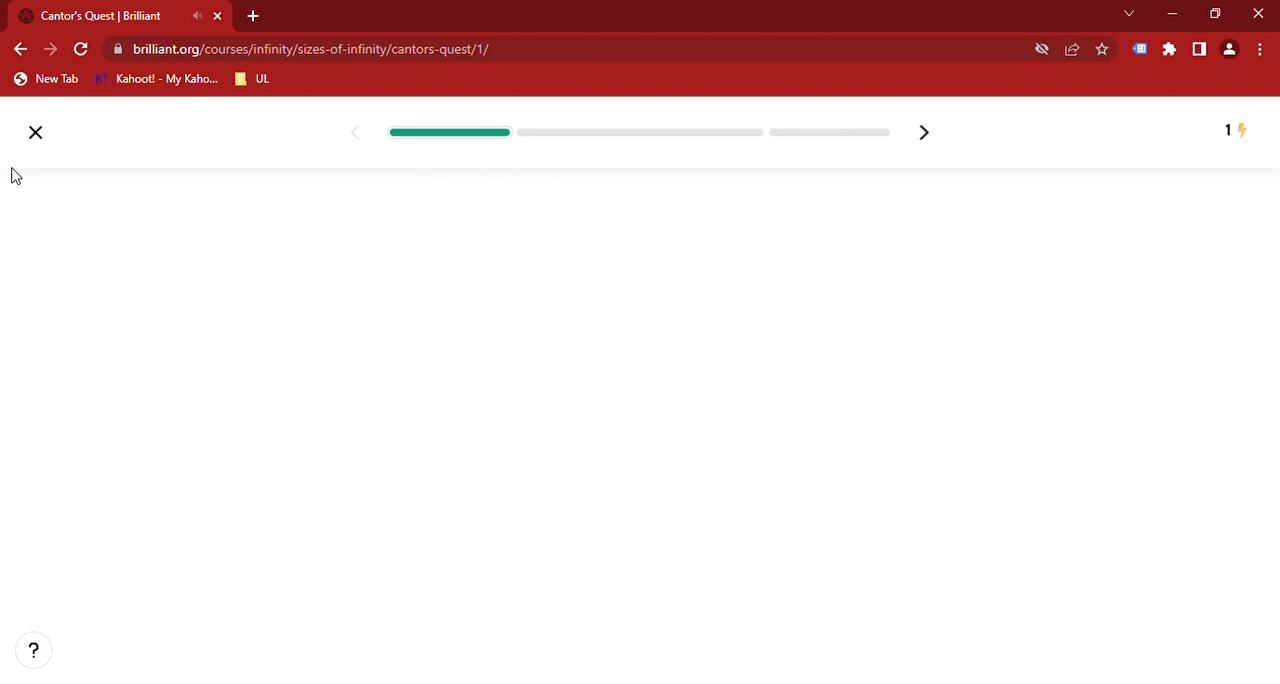 Cantor's Quest | Brilliant
brilliant.org/courses/infinity/sizes-of-infinity/cantors-quest/1/
New Tab
K! Kahoot! - My Kaho...
UL
1
?